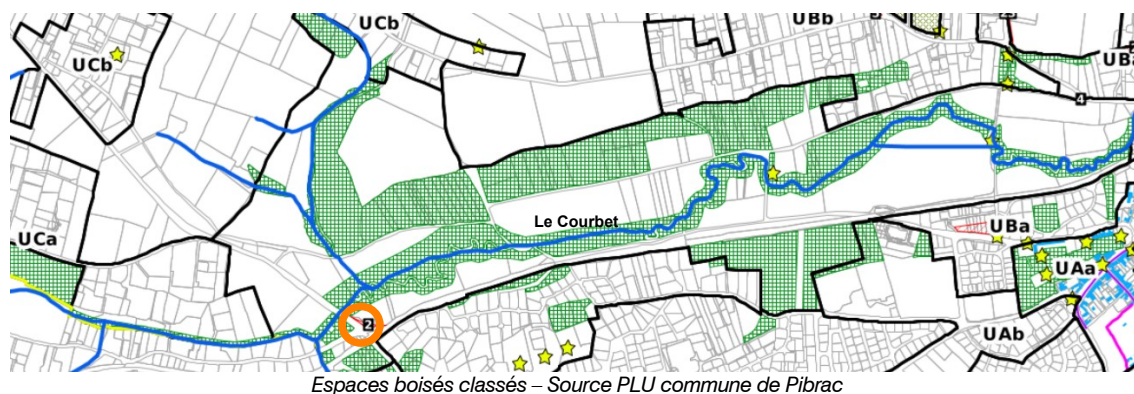 UCb
UBb
UCb
UBa
4
Le Courbet
UCa
UBa
UAa
2
UAb
Espaces boisés classés – Source PLU commune de Pibrac